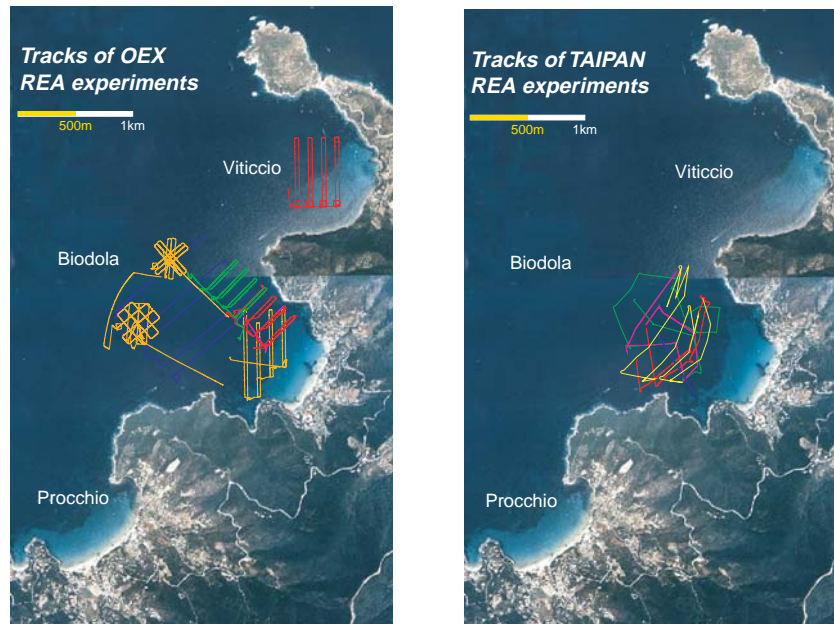 Tracks of OEX
REA experiments
500m 1km
Viticcio
Biodola
Procchio
Tracks of TAIPAN
REA experiments
500m 1km
Viticcio
Biodola
Procchio